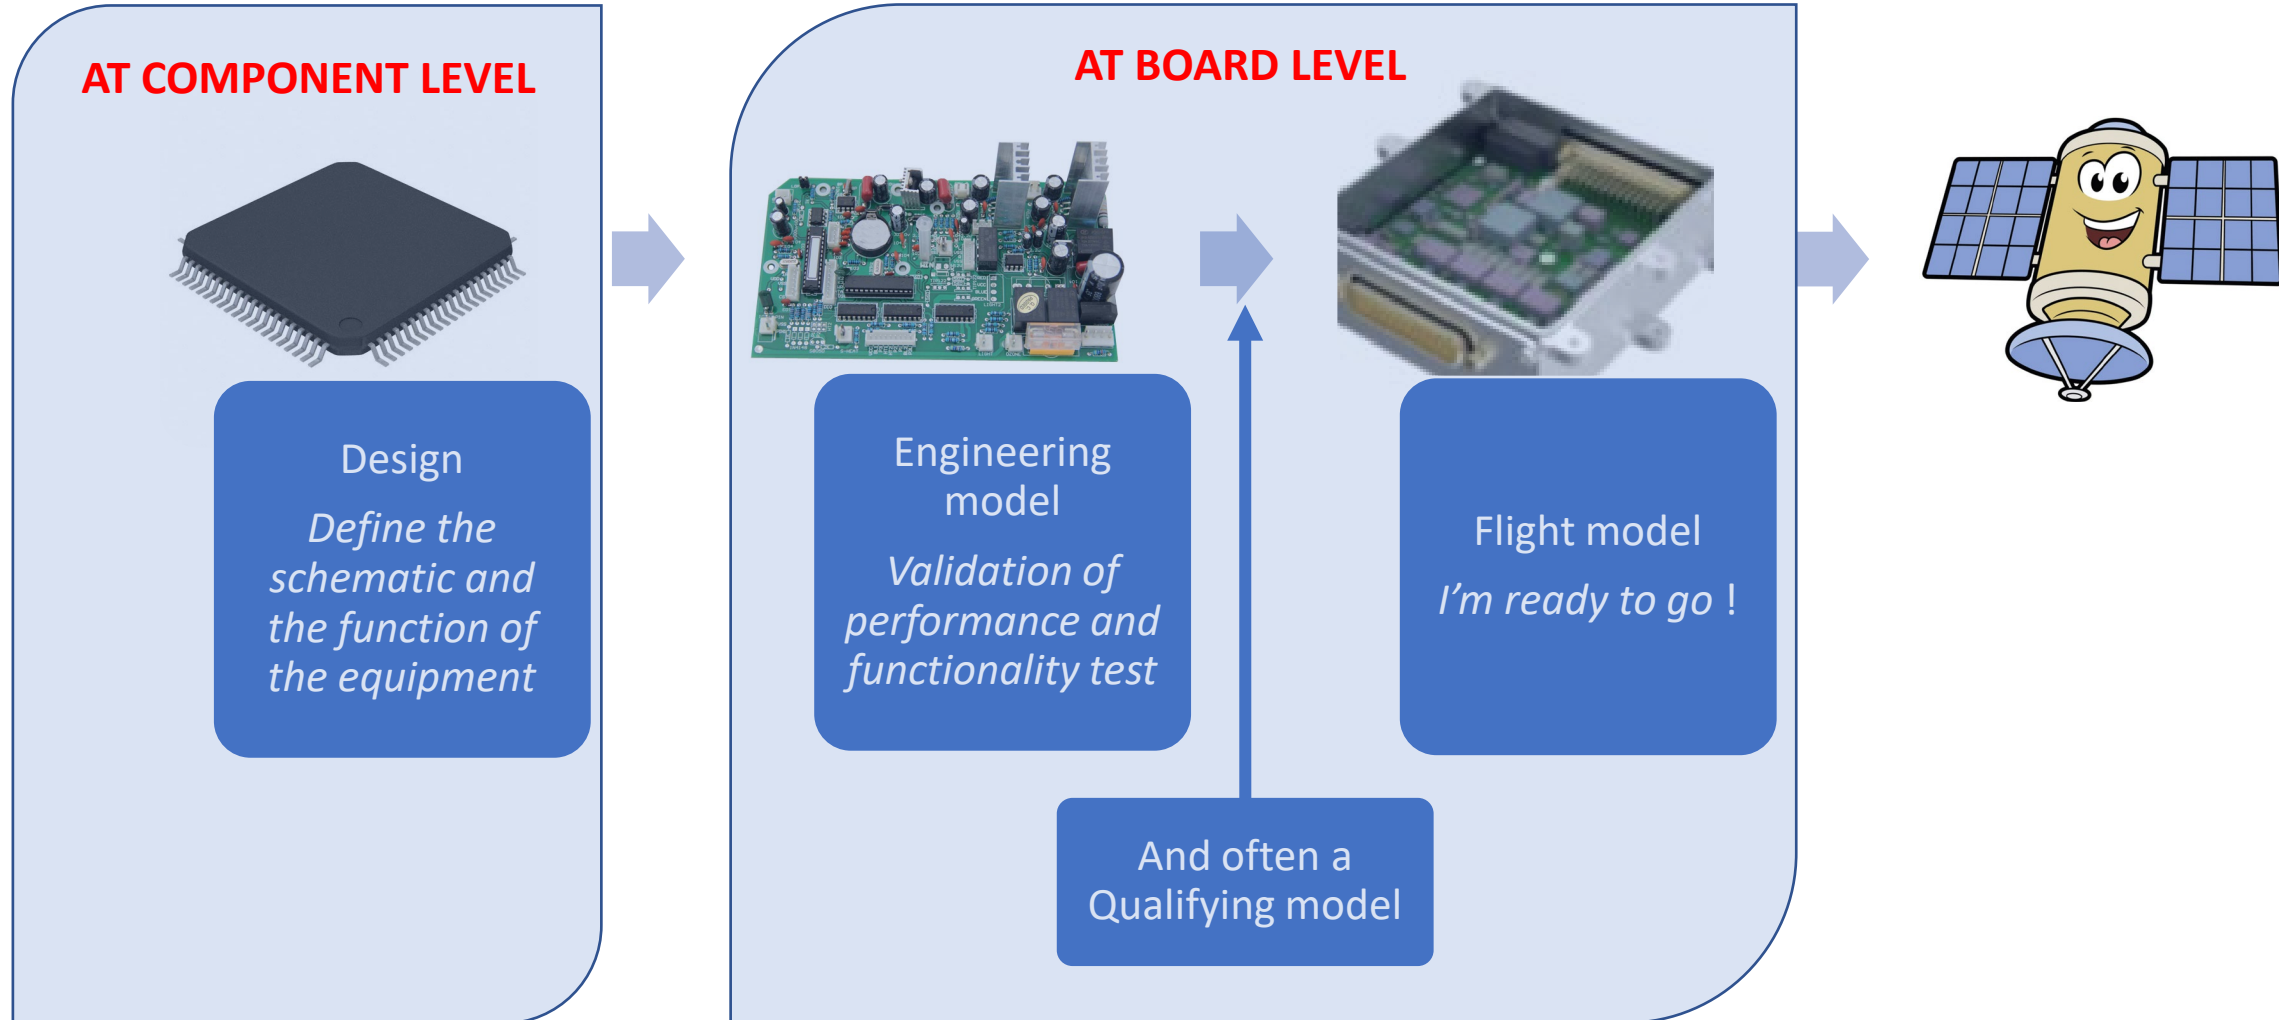 AT COMPONENT LEVEL
Design
Define the
schematic and
the function of
the equipment
AT BOARD LEVEL
Engineering
model
Validation of
performance and
functionality test
Flight model
I’m ready to go !
And often a
Qualifying model